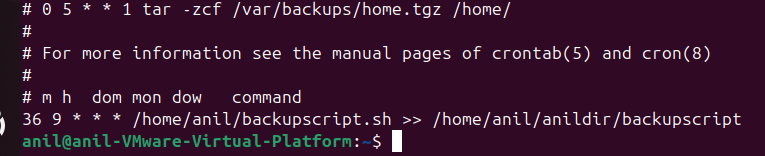 # 0 5 * * 1 tar -zcf /var/backups/home.tgz /home/
#
# For more information see the manual pages of crontab(5) and cron(8)
#
# m h  dom mon dow   command
36 9 * * * /home/anil/backupscript.sh >> /home/anil/anildir/backupscript
anil@anil-VMware-Virtual-Platform:~$